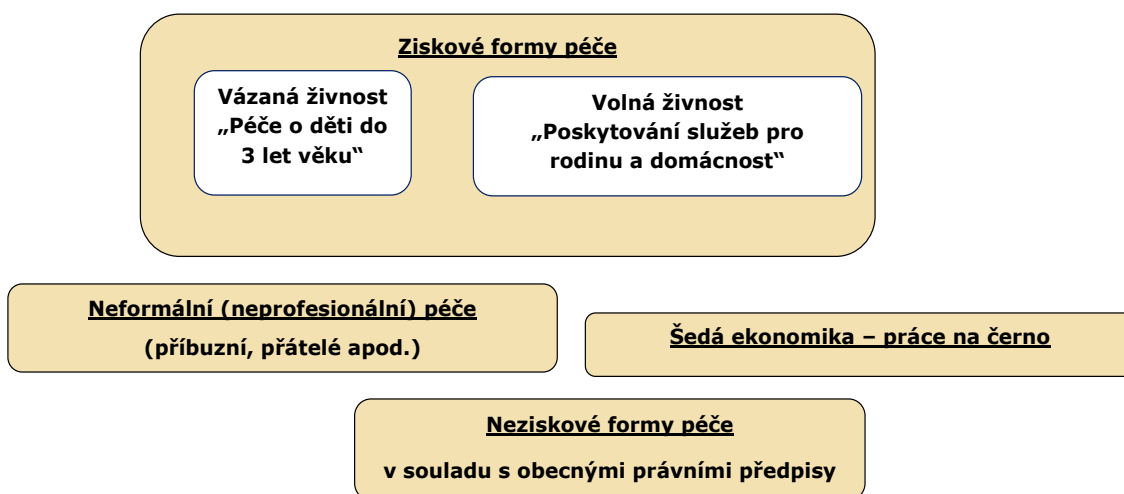 Ziskové formy péče
Vázaná živnost
„Péče o děti do
3 let věku“
Volná živnost
„Poskytování služeb pro
rodinu a domácnost“
Neformální (neprofesionální) péče
(příbuzní, přátelé apod.)
Šedá ekonomika – práce na černo
Neziskové formy péče
v souladu s obecnými právními předpisy